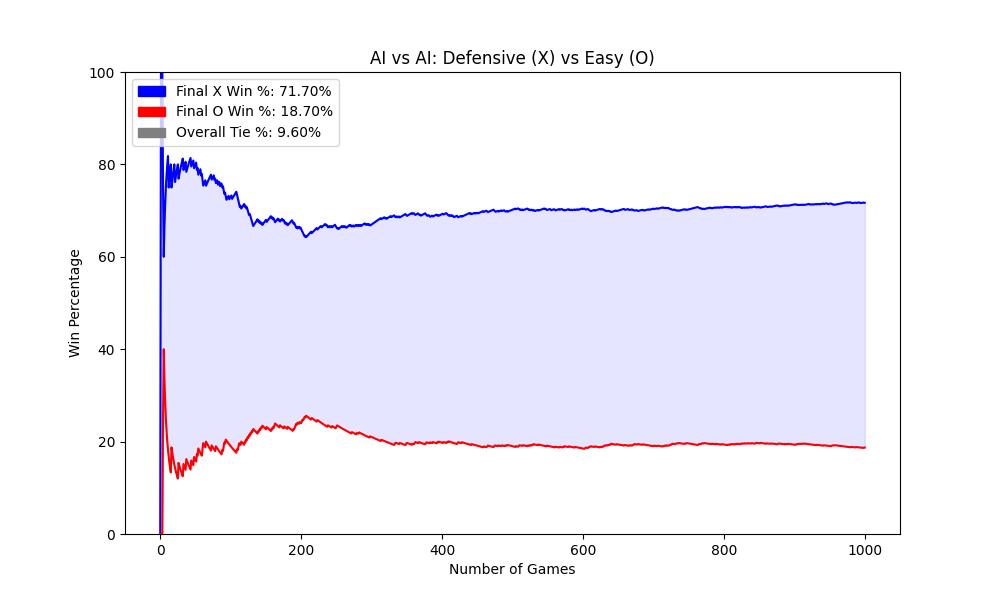 AI vs AI: Defensive (X) vs Easy (O)
Final X Win %: 71.70%
Final O Win %: 18.70%
Overall Tie %: 9.60%
100
80
60
40
20
0
Win Percentage
0 200 400 600 800 1000
Number of Games